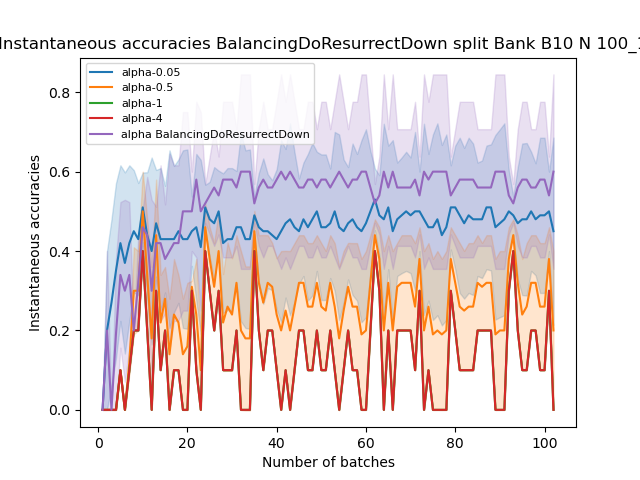 Instantaneous accuracies BalancingDoResurrectDown split Bank B10 N 100_
alpha-0.05
alpha-0.5
alpha-1
alpha-4
alpha BalancingDoResurrectDown
Instantaneous accuracies
0.8
0.6
0.4
0.2
0.0
0
20
40
60
80
100
Number of batches